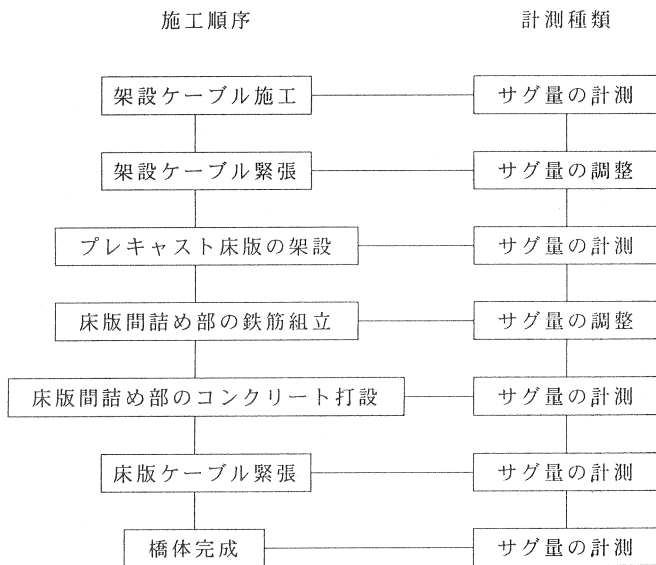 施工順序 計測種類
架設ケーブル施工 サグ量の計測
架設ケーブル緊張 サグ量の調整
プレキャスト床版の架設 サグ量の計測
床版間詰め部の鉄筋組立 サグ量の調整
床版間詰め部のコンクリート打設 サグ量の計測
床版ケーブル緊張 サグ量の計測
橋体完成 サグ量の計測